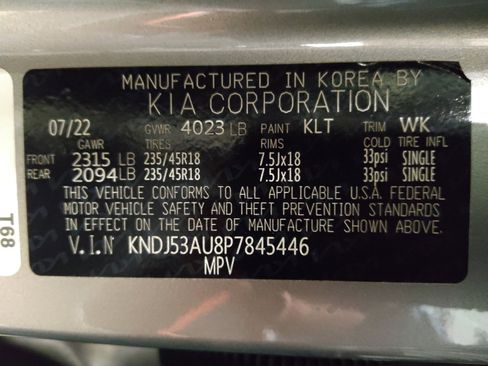 MANUFACTURED IN KOREA BY
KIA CORPORATION
07/22 GVWR 4023 LB PAINT KLT TRIM WK
GAWR TIRES RIMS COLD TIRE INFL
FRONT 2315 LB 235/45R18 7.5Jx18 33psi SINGLE
REAR 2094 LB 235/45R18 7.5Jx18 33psi SINGLE
THIS VEHICLE CONFORMS TO ALL APPLICABLE U.S.A. FEDERAL
MOTOR VEHICLE SAFETY AND THEFT PREVENTION STANDARDS
IN EFFECT ON THE DATE OF MANUFACTURE SHOWN ABOVE.
V.I.N KNDJ53AU8P7845446
MPV
T68